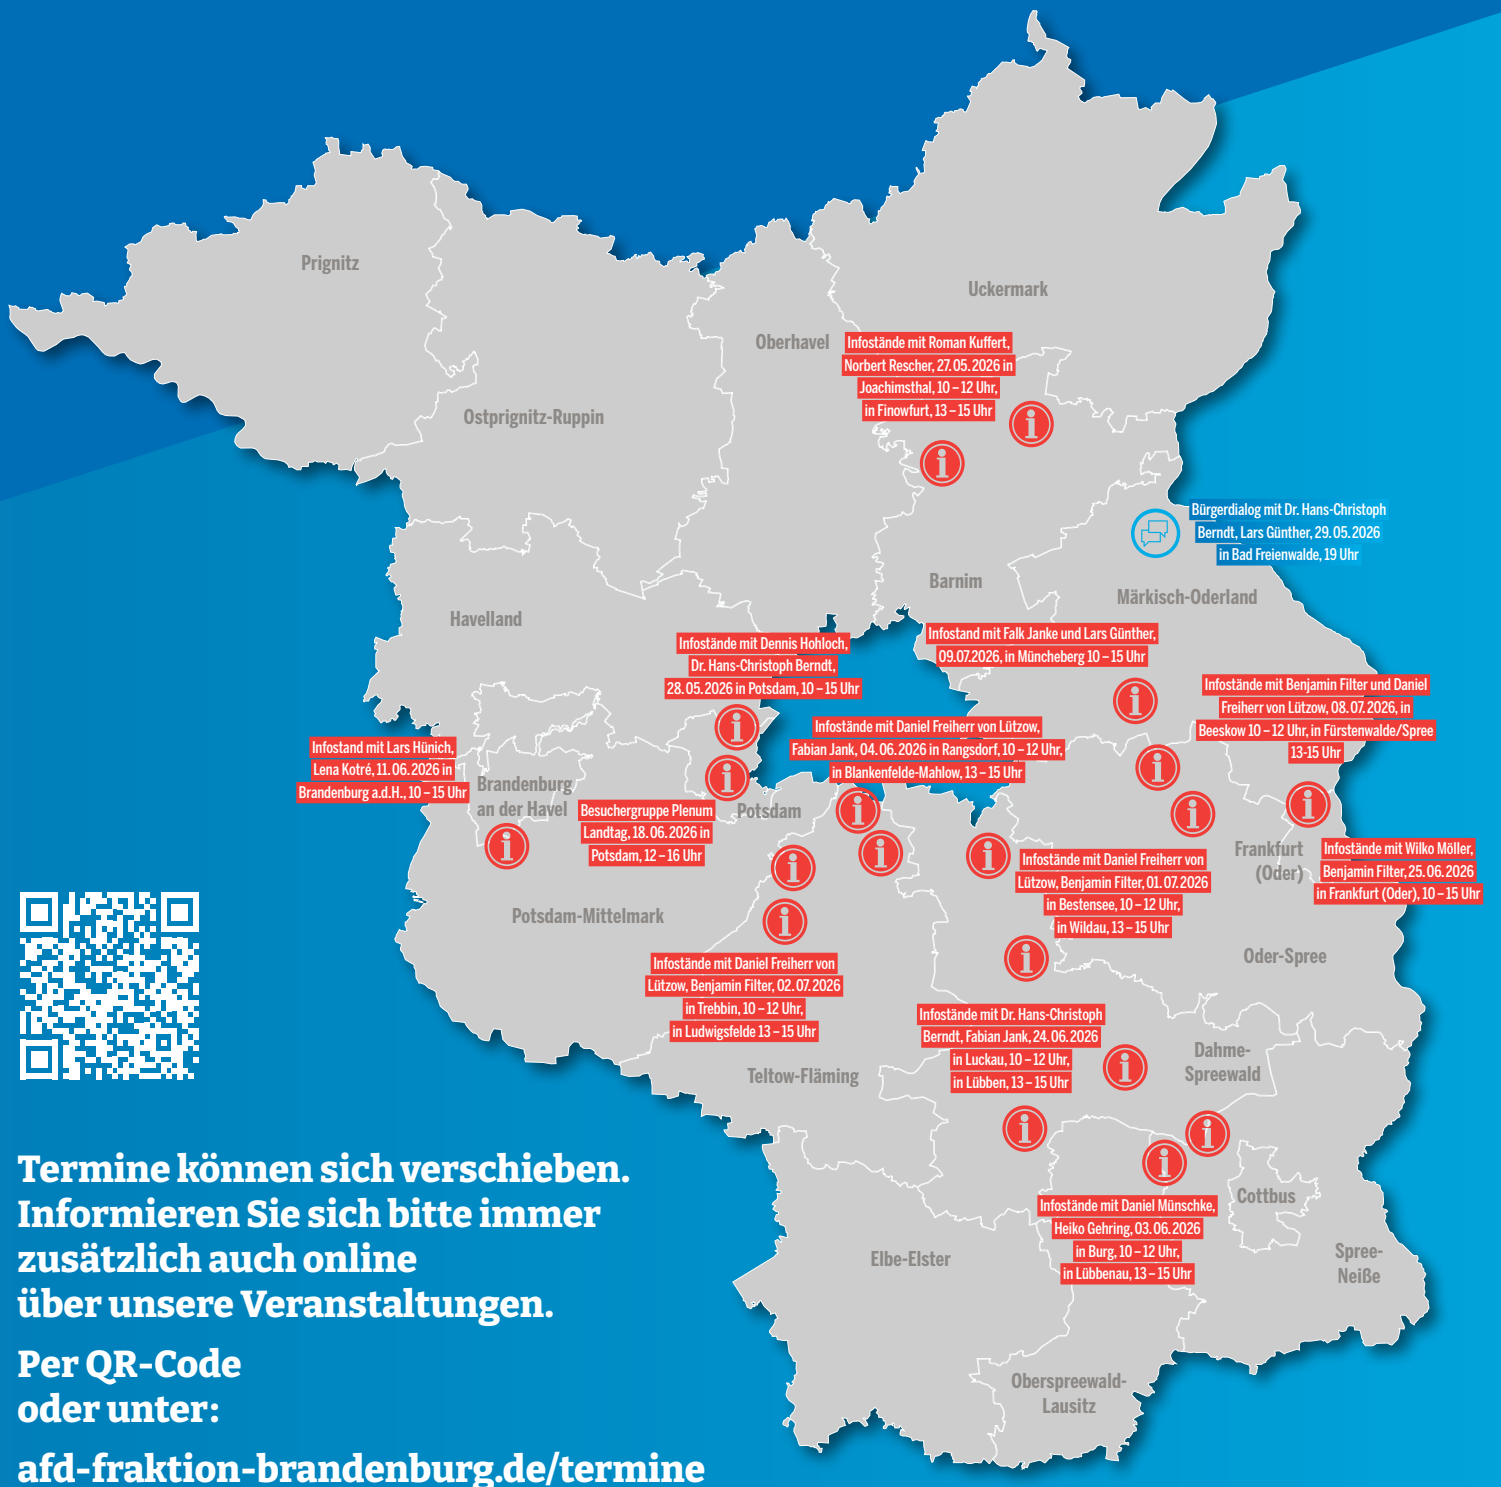 Prignitz
Uckermark
Oberhavel
Infostände mit Roman Kuffert,
Norbert Rescher, 27.05.2026 in
Joachimsthal, 10 – 12 Uhr,
in Finowfurt, 13 – 15 Uhr
Ostprignitz-Ruppin
Bürgerdialog mit Dr. Hans-Christoph
Berndt, Lars Günther, 29.05.2026
in Bad Freienwalde, 19 Uhr
Barnim
Märkisch-Oderland
Havelland
Infostand mit Falk Janke und Lars Günther,
09.07.2026, in Müncheberg 10 – 15 Uhr
Infostände mit Dennis Hohloch,
Dr. Hans-Christoph Berndt,
28.05.2026 in Potsdam, 10 – 15 Uhr
Infostände mit Benjamin Filter und Daniel
Freiherr von Lützow, 08.07.2026, in
Beeskow 10 – 12 Uhr, in Fürstenwalde/Spree
13-15 Uhr
Infostände mit Daniel Freiherr von Lützow,
Fabian Jank, 04.06.2026 in Rangsdorf, 10 – 12 Uhr,
in Blankenfelde-Mahlow, 13 – 15 Uhr
Infostand mit Lars Hünich,
Lena Kotré, 11.06.2026 in
Brandenburg a.d.H., 10 – 15 Uhr
Brandenburg
an der Havel
Besuchergruppe Plenum
Landtag, 18.06.2026 in
Potsdam, 12 – 16 Uhr
Potsdam
Frankfurt
(Oder)
Infostände mit Wilko Möller,
Benjamin Filter, 25.06.2026
in Frankfurt (Oder), 10 – 15 Uhr
Infostände mit Daniel Freiherr von
Lützow, Benjamin Filter, 01.07.2026
in Bestensee, 10 – 12 Uhr,
in Wildau, 13 – 15 Uhr
Potsdam-Mittelmark
Oder-Spree
Infostände mit Daniel Freiherr von
Lützow, Benjamin Filter, 02.07.2026
in Trebbin, 10 – 12 Uhr,
in Ludwigsfelde 13 – 15 Uhr
Infostände mit Dr. Hans-Christoph
Berndt, Fabian Jank, 24.06.2026
in Luckau, 10 – 12 Uhr,
in Lübben, 13 – 15 Uhr
Dahme-
Spreewald
Teltow-Fläming
Cottbus
Infostände mit Daniel Münschke,
Heiko Gehring, 03.06.2026
in Burg, 10 – 12 Uhr,
in Lübbenau, 13 – 15 Uhr
Elbe-Elster
Spree-
Neiße
Oberspreewald-
Lausitz
Termine können sich verschieben.
Informieren Sie sich bitte immer
zusätzlich auch online
über unsere Veranstaltungen.
Per QR-Code
oder unter:
afd-fraktion-brandenburg.de/termine